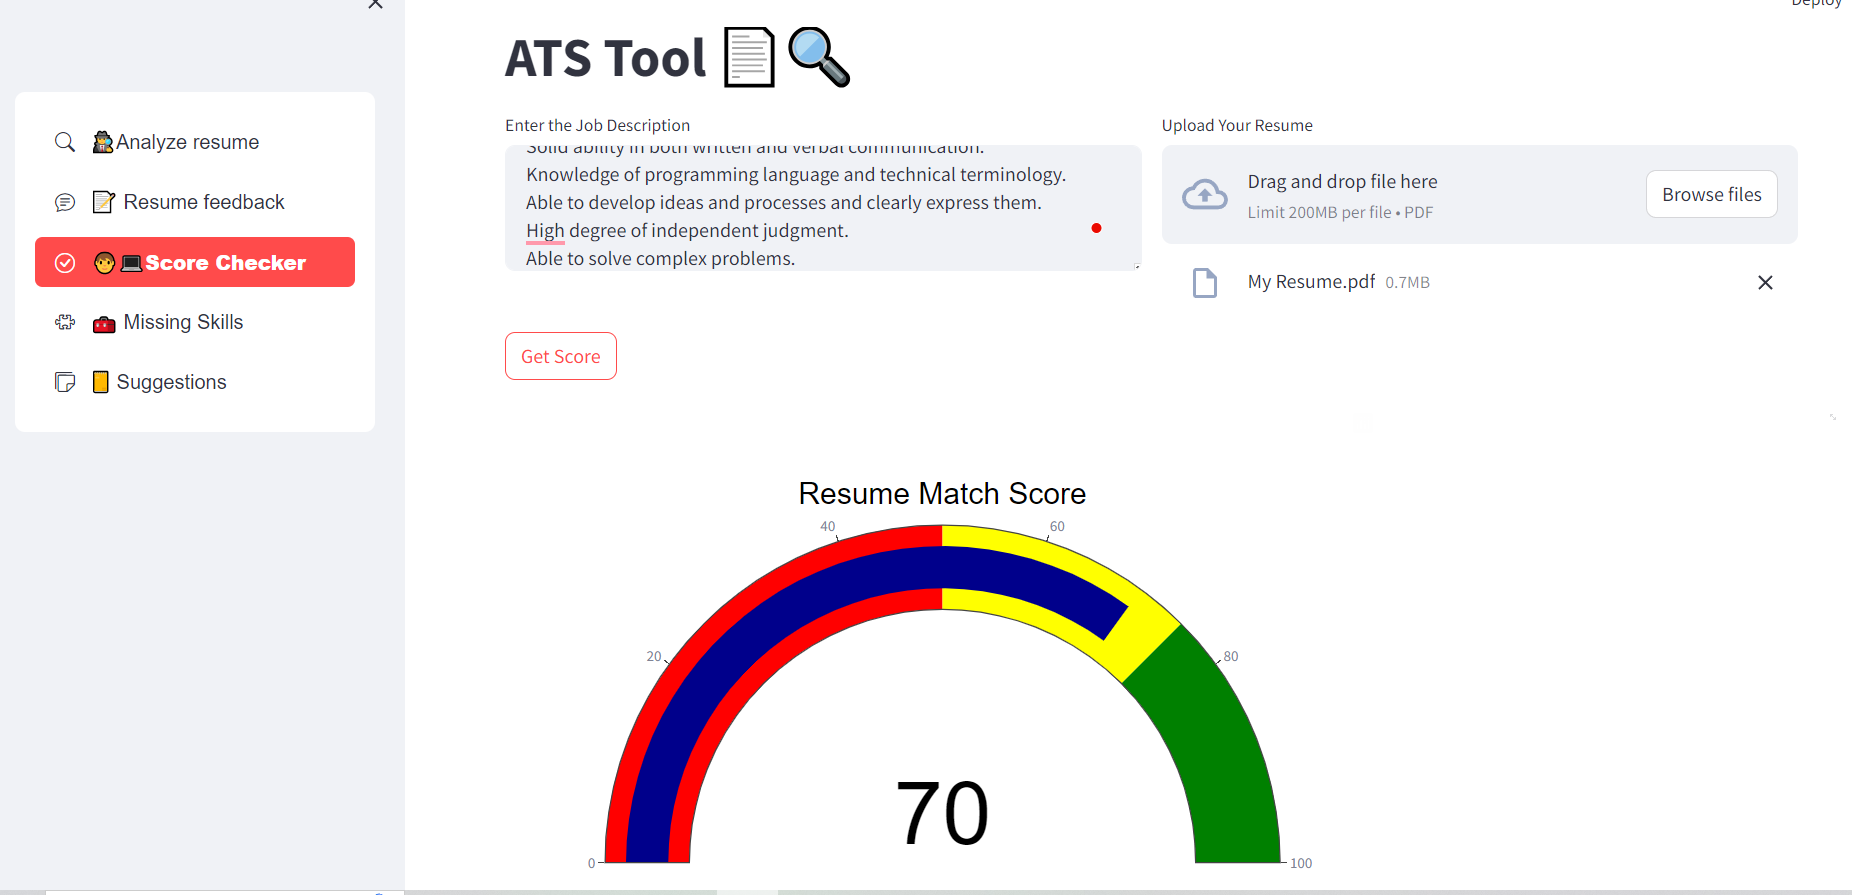 Deploy
ATS Tool
Analyze resume
Resume feedback
Score Checker
Missing Skills
Suggestions
Enter the Job Description
Solid ability in both written and verbal communication.
Knowledge of programming language and technical terminology.
Able to develop ideas and processes and clearly express them.
High degree of independent judgment.
Able to solve complex problems.
Upload Your Resume
Drag and drop file here
Limit 200MB per file • PDF
Browse files
My Resume.pdf 0.7MB
Get Score
Resume Match Score
0
20
40
60
80
100
70